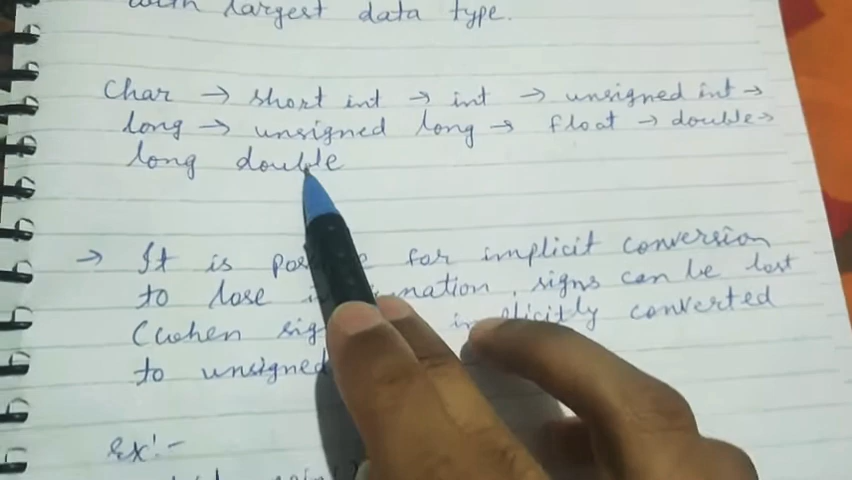 with largest data type.
Char → short int → int → unsigned int →
long → unsigned long → float → double →
long double
→ It is for implicit conversion
to lose signs can be lost
(when implicitly converted
to unsigned
Ex:-